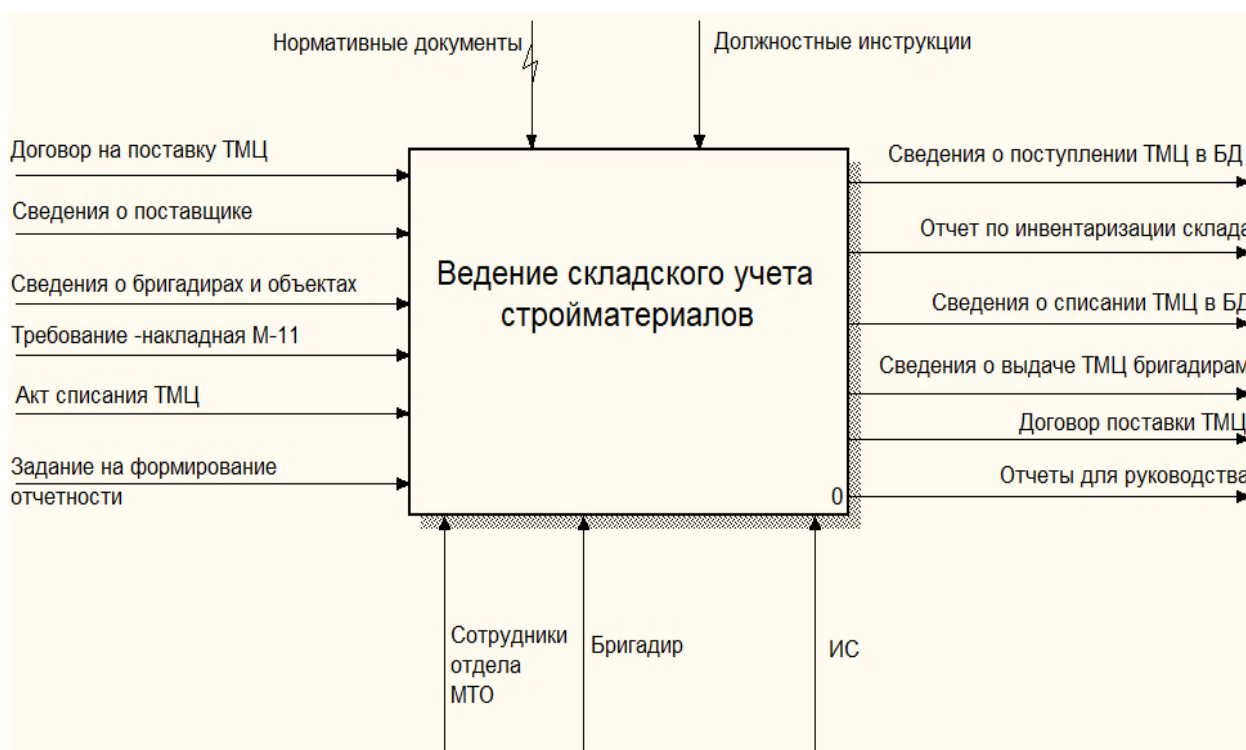 Нормативные документы
Должностные инструкции
Договор на поставку ТМЦ
Сведения о поставщике
Сведения о бригадирах и объектах
Требование -накладная М-11
Акт списания ТМЦ
Задание на формирование
отчетности
Ведение складского учета
стройматериалов
0
Сведения о поступлении ТМЦ в БД
Отчет по инвентаризации склада
Сведения о списании ТМЦ в БД
Сведения о выдаче ТМЦ бригадирам
Договор поставки ТМЦ
Отчеты для руководства
Сотрудники
отдела
МТО
Бригадир
ИС